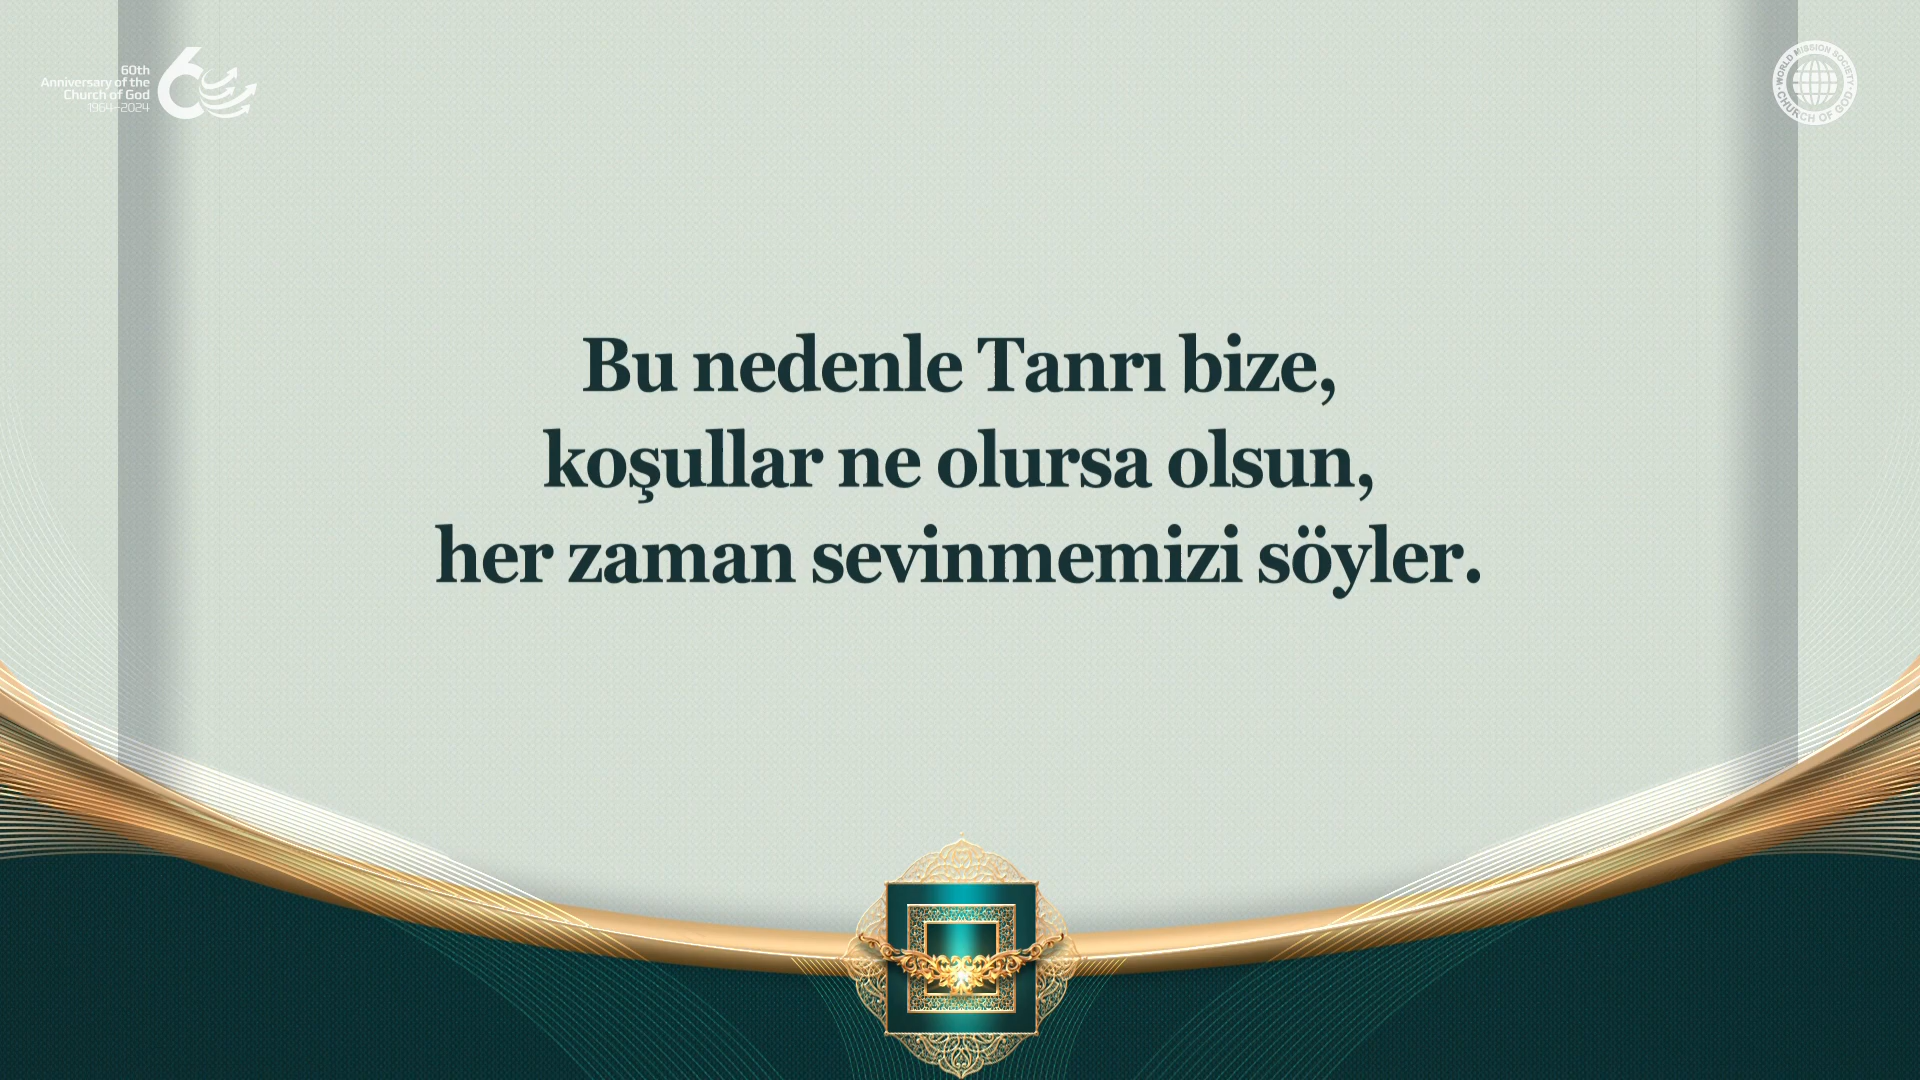 60th
Anniversary of the
Church of God
1964–2024
WORLD MISSION SOCIETY
CHURCH OF GOD
Bu nedenle Tanrı bize,
koşullar ne olursa olsun,
her zaman sevinmemizi söyler.